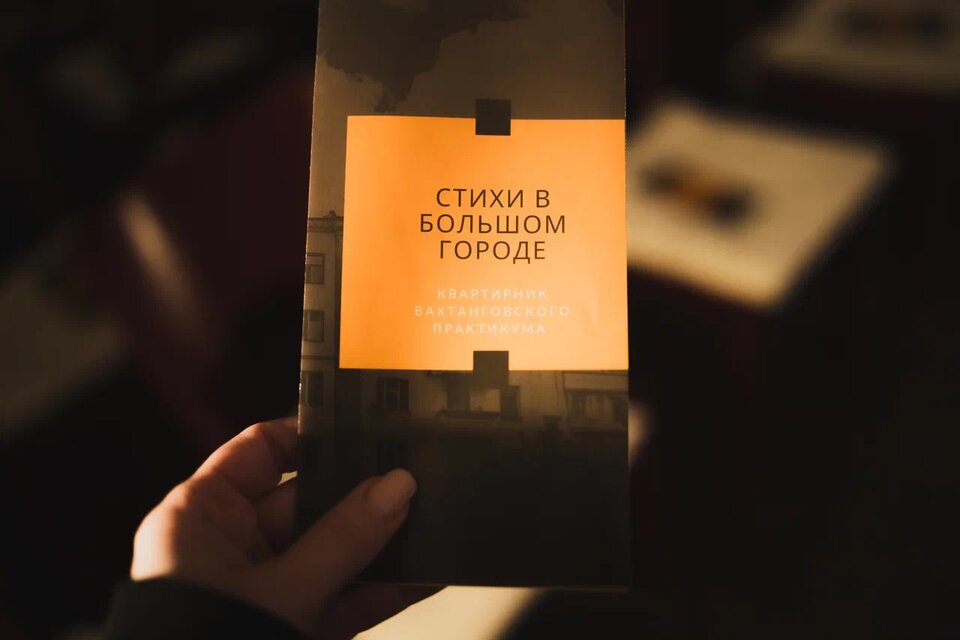 СТИХИ В
БОЛЬШОМ
ГОРОДЕ
КВАРТИРНИК
ВАХТАНГОВСКОГО
ПРАКТИКУМА